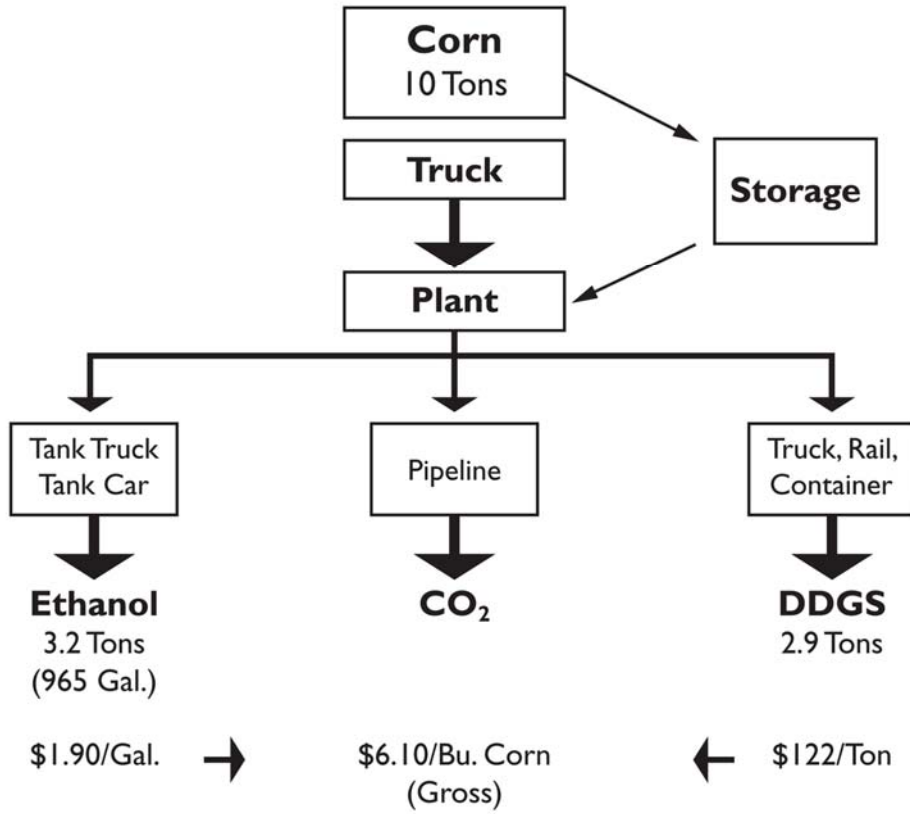 Corn
10 Tons
Truck
Storage
Plant
Tank Truck
Tank Car
Pipeline
Truck, Rail,
Container
Ethanol
3.2 Tons
(965 Gal.)
CO₂
DDGS
2.9 Tons
$1.90/Gal.
$6.10/Bu. Corn
(Gross)
$122/Ton